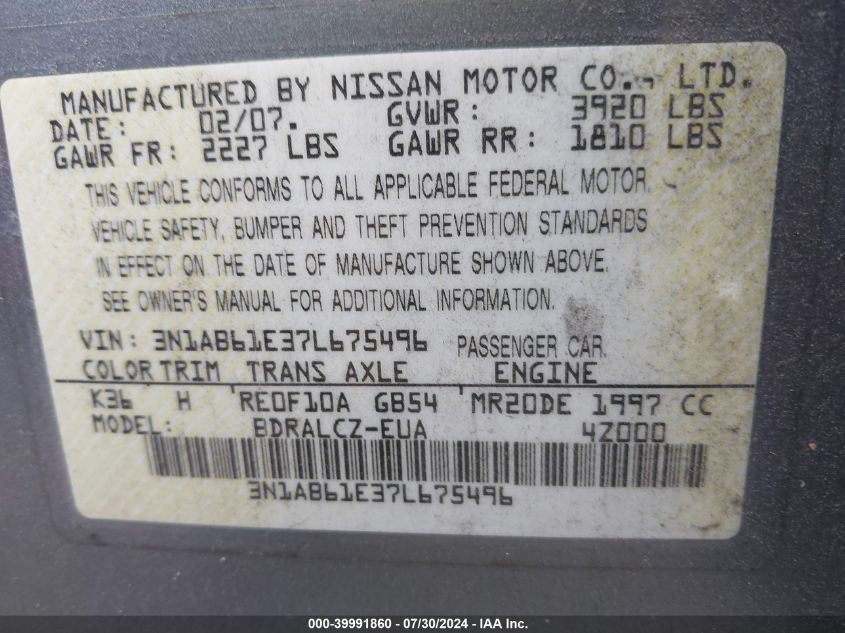 MANUFACTURED BY NISSAN MOTOR CO., LTD.
DATE: 02/07. GVWR: 3920 LBS
GAWR FR: 2227 LBS GAWR RR: 1810 LBS
THIS VEHICLE CONFORMS TO ALL APPLICABLE FEDERAL MOTOR
VEHICLE SAFETY, BUMPER AND THEFT PREVENTION STANDARDS
IN EFFECT ON THE DATE OF MANUFACTURE SHOWN ABOVE.
SEE OWNER'S MANUAL FOR ADDITIONAL INFORMATION.
VIN: 3N1AB61E37L675496 PASSENGER CAR.
COLOR TRIM TRANS AXLE ENGINE
K36 H RE0F10A GB54 MR20DE 1997 CC
MODEL: BDRALCZ-EUA 4Z000
3N1AB61E37L675496
000-39991860 - 07/30/2024 - IAA Inc.